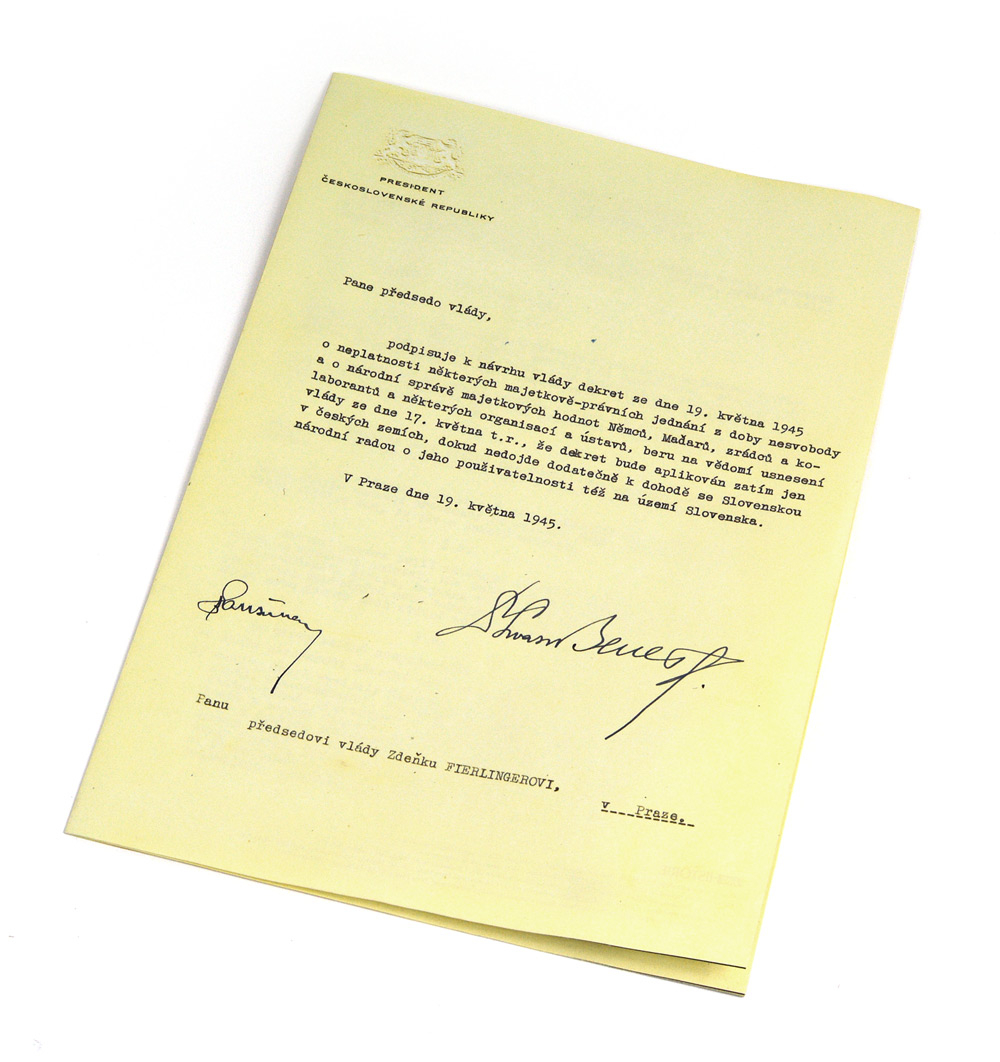 PRESIDENT
ČESKOSLOVENSKÉ REPUBLIKY
Pane předsedo vlády,
podpisuje k návrhu vlády dekret ze dne 19. května 1945
o neplatnosti některých majetkově-právních jednání z doby nesvobody
a o národní správě majetkových hodnot Němců, Maďarů, zrádců a ko-
laborantů a některých organisací a ústavů, beru na vědomí usnesení
vlády ze dne 17. května t.r., že dekret bude aplikován zatím jen
v českých zemích, dokud nedojde dodatečně k dohodě se Slovenskou
národní radou o jeho použivatelnosti též na území Slovenska.
V Praze dne 19. května 1945.
Panu
předsedovi vlády Zdeňku FIERLINGEROVI,
v Praze.